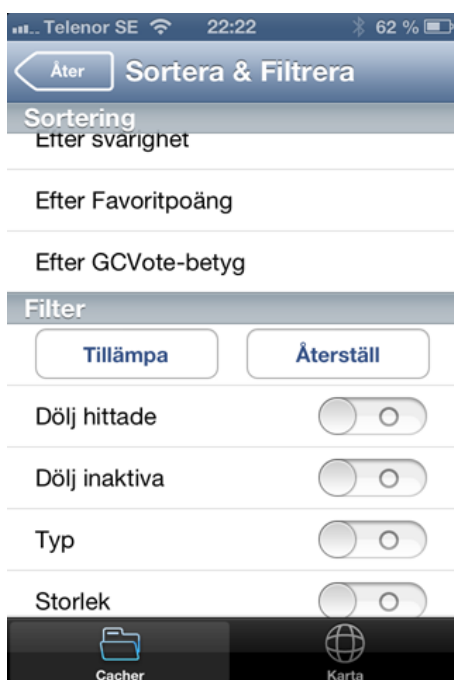 Telenor SE 22:22 62 %
Åter Sortera & Filtrera
Sortering
Efter svårighet
Efter Favoritpoäng
Efter GCVote-betyg
Filter
Tillämpa Återställ
Dölj hittade
Dölj inaktiva
Typ
Storlek
Cacher Karta